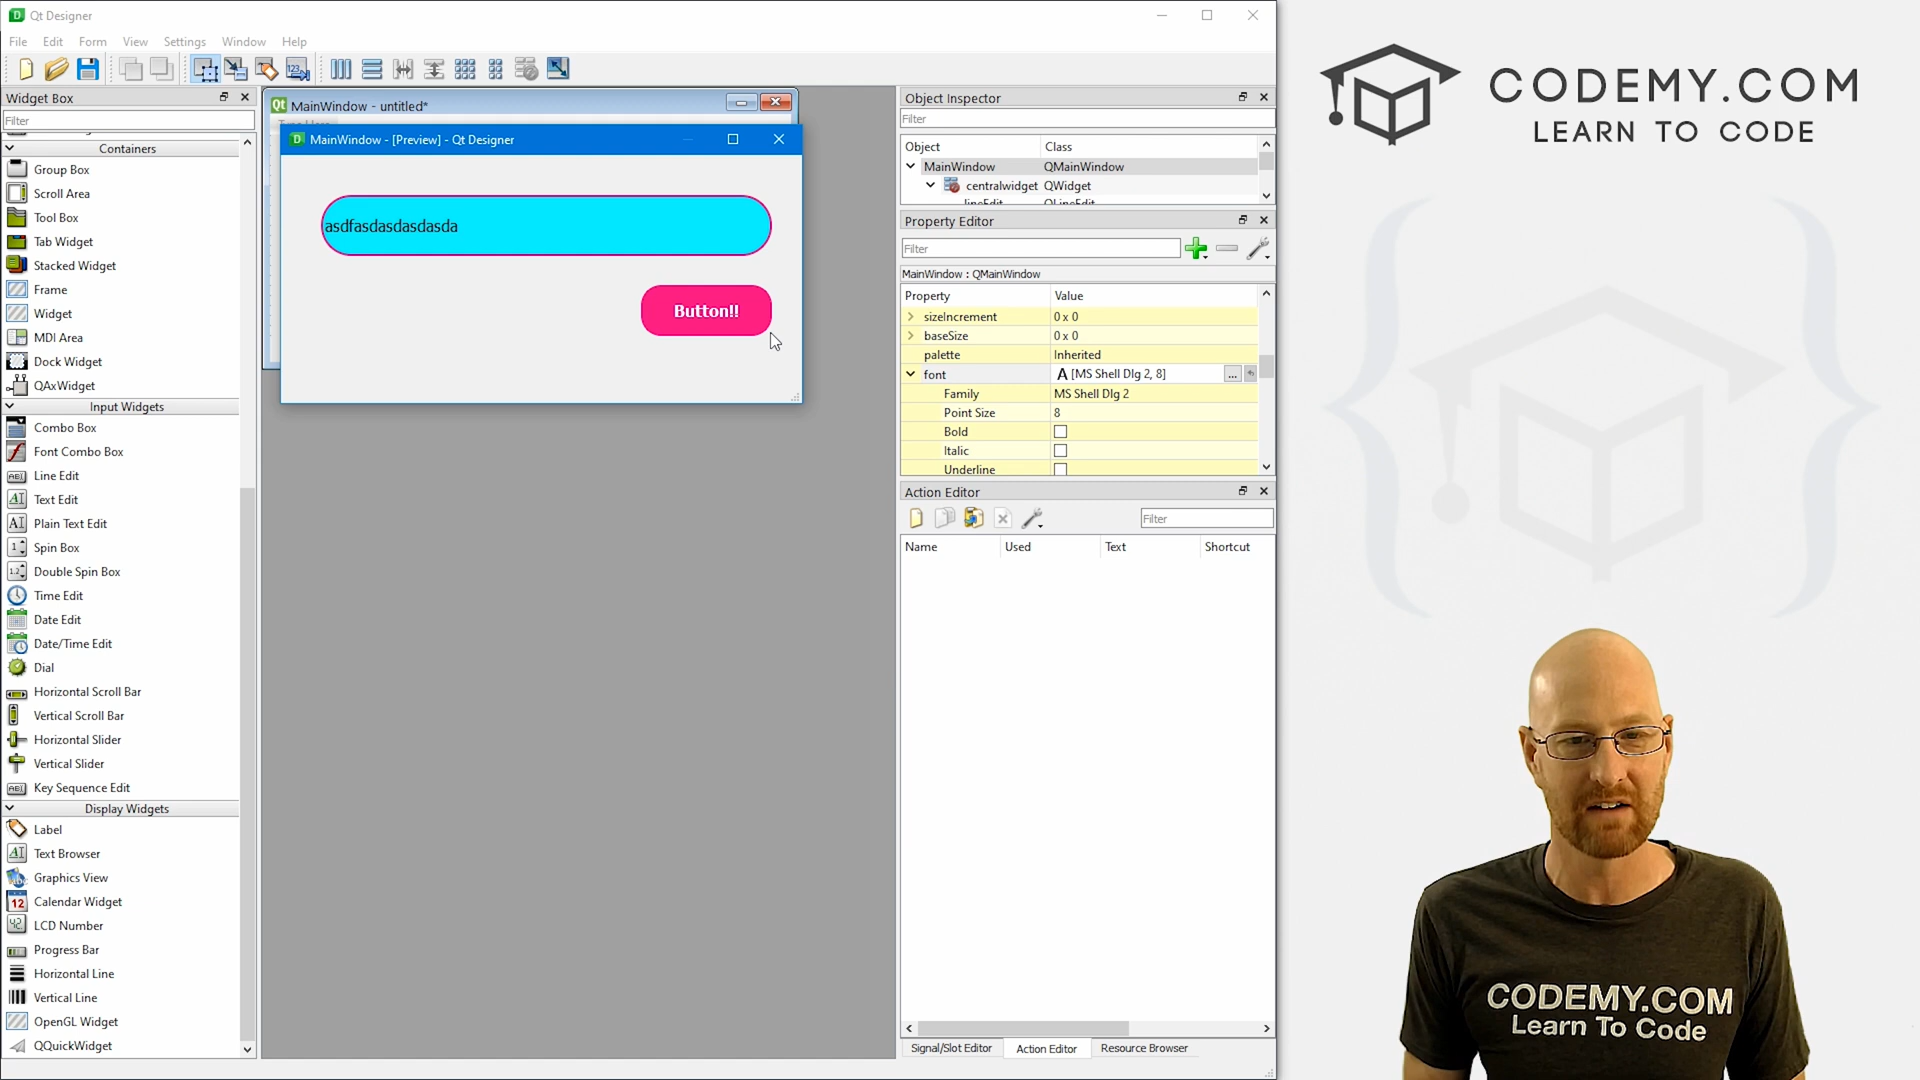 Qt Designer
File Edit Form View Settings Window Help
Widget Box
Filter
Containers
Group Box
Scroll Area
Tool Box
Tab Widget
Stacked Widget
Frame
Widget
MDI Area
Dock Widget
QAxWidget
Input Widgets
Combo Box
Font Combo Box
Line Edit
Text Edit
Plain Text Edit
Spin Box
Double Spin Box
Time Edit
Date Edit
Date/Time Edit
Dial
Horizontal Scroll Bar
Vertical Scroll Bar
Horizontal Slider
Vertical Slider
Key Sequence Edit
Display Widgets
Label
Text Browser
Graphics View
Calendar Widget
LCD Number
Progress Bar
Horizontal Line
Vertical Line
OpenGL Widget
QQuickWidget
MainWindow - untitled*
MainWindow - [Preview] - Qt Designer
asdfasdasdasdasda
Button!!
Object Inspector
Filter
Object Class
MainWindow QMainWindow
centralwidget QWidget
lineEdit QLineEdit
Property Editor
Filter
MainWindow : QMainWindow
Property Value
sizeIncrement 0 x 0
baseSize 0 x 0
palette Inherited
font A [MS Shell Dlg 2, 8] ...
Family MS Shell Dlg 2
Point Size 8
Bold
Italic
Underline
Action Editor
Filter
Name Used Text Shortcut
Signal/Slot Editor Action Editor Resource Browser
CODEMY.COM
LEARN TO CODE
CODEMY.COM
Learn To Code